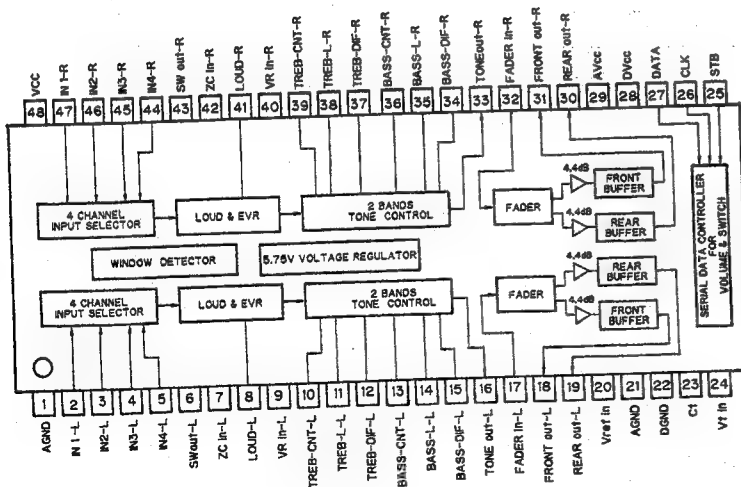 VCC
IN 1-R
IN2-R
IN3-R
IN4-R
SW out-R
ZC in-R
LOUD-R
VR in-R
TREB-CNT-R
TREB-L-R
TREB-DIF-R
BASS-CNT-R
BASS-L-R
BASS-DIF-R
TONEout-R
FADER in-R
FRONT out-R
REAR out-R
AVcc
DVcc
DATA
CLK
STB
48 47 46 45 44 43 42 41 40 39 38 37 36 35 34 33 32 31 30 29 28 27 26 25
4 CHANNEL
INPUT SELECTOR
LOUD & EVR
2 BANDS
TONE CONTROL
FADER
4.4dB
FRONT
BUFFER
4.4dB
REAR
BUFFER
WINDOW DETECTOR
5.75V VOLTAGE REGULATOR
SERIAL DATA CONTROLLER
FOR
VOLUME & SWITCH
4 CHANNEL
INPUT SELECTOR
LOUD & EVR
2 BANDS
TONE CONTROL
FADER
4.4dB
REAR
BUFFER
4.4dB
FRONT
BUFFER
1 2 3 4 5 6 7 8 9 10 11 12 13 14 15 16 17 18 19 20 21 22 23 24
AGND
IN 1-L
IN2-L
IN3-L
IN4-L
SWout-L
ZC in-L
LOUD-L
VR in-L
TREB-CNT-L
TREB-L-L
TREB-DIF-L
BASS-CNT-L
BASS-L-L
BASS-DIF-L
TONE out-L
FADER in-L
FRONT out-L
REAR out-L
Vref in
AGND
DGND
Ct
Vt in